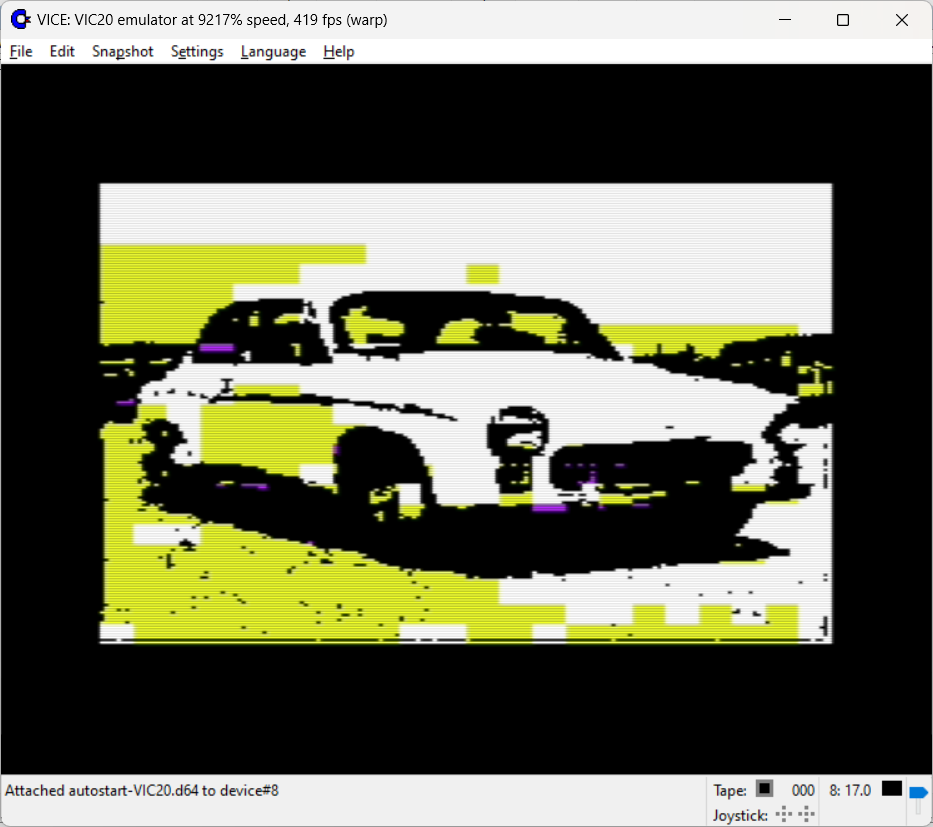 VICE: VIC20 emulator at 9217% speed, 419 fps (warp)
File Edit Snapshot Settings Language Help
Attached autostart-VIC20.d64 to device#8
Tape: 000 8: 17.0
Joystick: